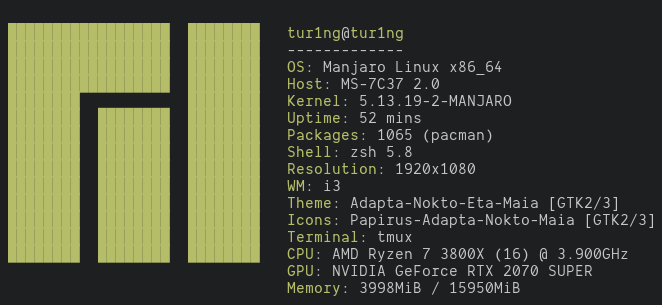 tur1ng@tur1ng
-------------
OS: Manjaro Linux x86_64
Host: MS-7C37 2.0
Kernel: 5.13.19-2-MANJARO
Uptime: 52 mins
Packages: 1065 (pacman)
Shell: zsh 5.8
Resolution: 1920x1080
WM: i3
Theme: Adapta-Nokto-Eta-Maia [GTK2/3]
Icons: Papirus-Adapta-Nokto-Maia [GTK2/3]
Terminal: tmux
CPU: AMD Ryzen 7 3800X (16) @ 3.900GHz
GPU: NVIDIA GeForce RTX 2070 SUPER
Memory: 3998MiB / 15950MiB